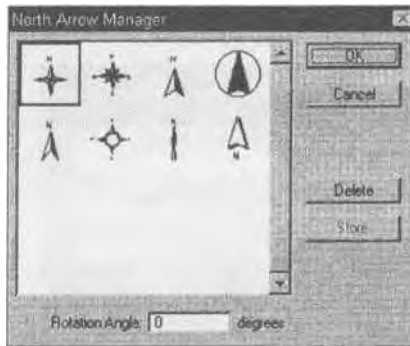 North Arrow Manager
OK
Cancel
Delete
Store
Rotation Angle: 0 degrees